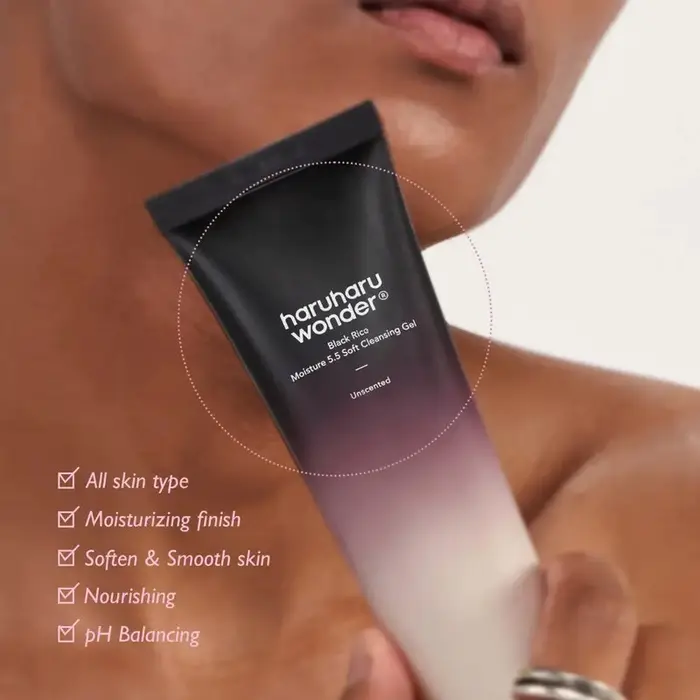 haruharu
wonder®
Black Rico
Moisture 5.5 Soft Cleansing Gel
Unscented
All skin type
Moisturizing finish
Soften & Smooth skin
Nourishing
pH Balancing